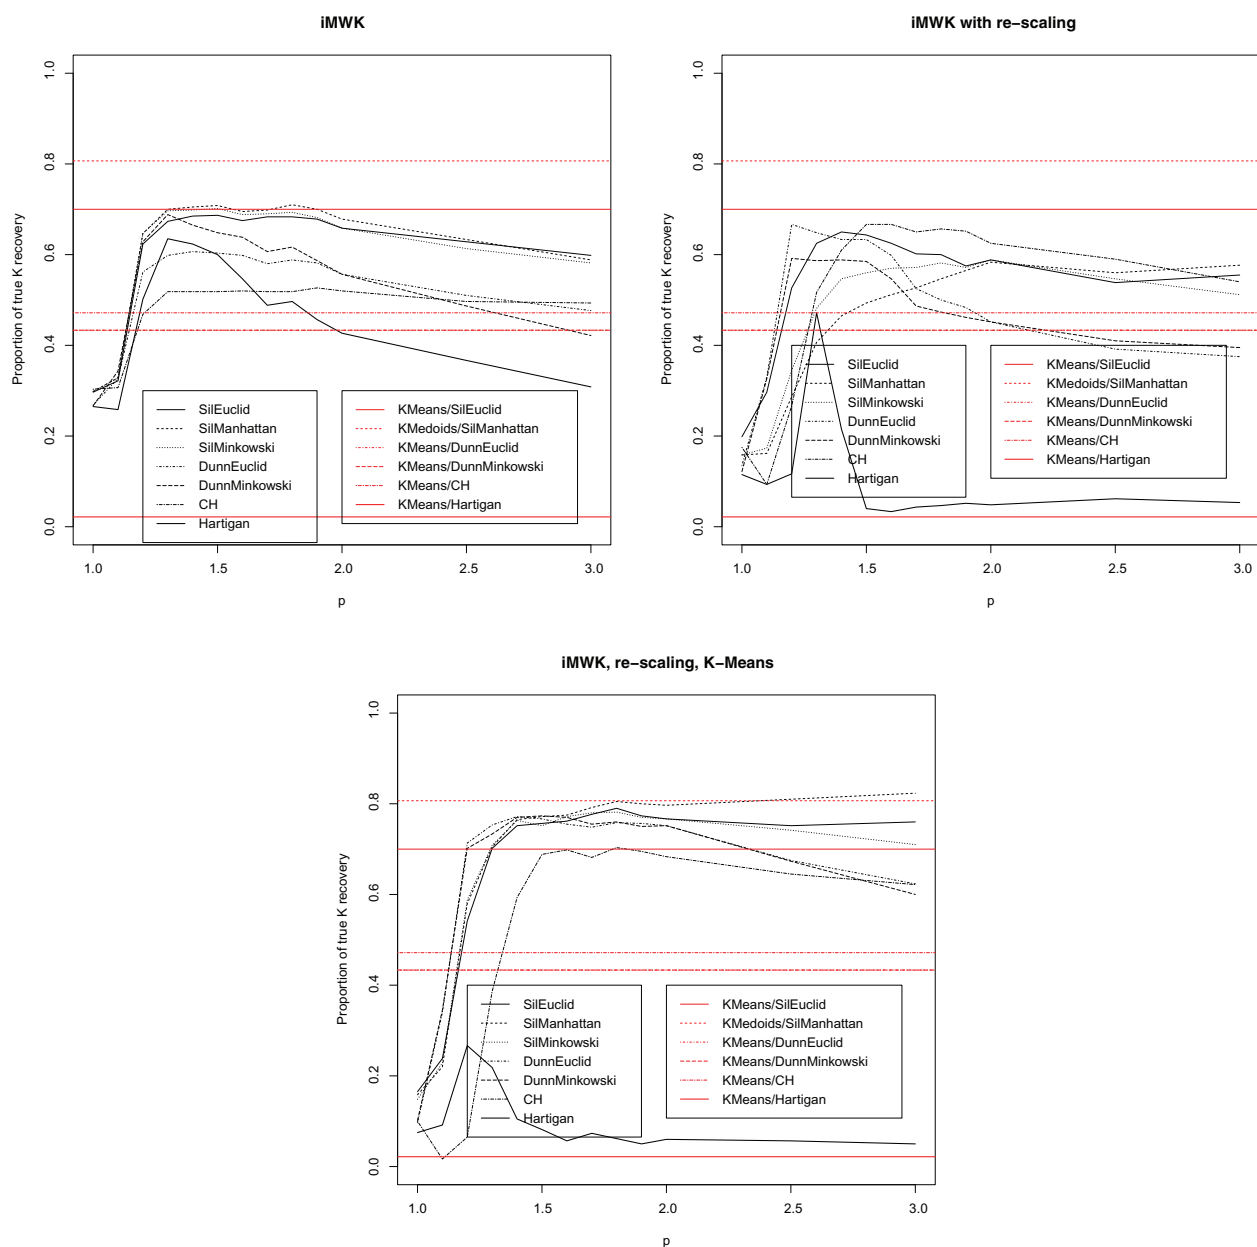 iMWK
Proportion of true K recovery
1.0
0.8
0.6
0.4
0.2
0.0
SilEuclid
SilManhattan
SilMinkowski
DunnEuclid
DunnMinkowski
CH
Hartigan
KMeans/SilEuclid
KMedoids/SilManhattan
KMeans/DunnEuclid
KMeans/DunnMinkowski
KMeans/CH
KMeans/Hartigan
1.0 1.5 2.0 2.5 3.0
p
iMWK with re−scaling
Proportion of true K recovery
1.0
0.8
0.6
0.4
0.2
0.0
SilEuclid
SilManhattan
SilMinkowski
DunnEuclid
DunnMinkowski
CH
Hartigan
KMeans/SilEuclid
KMedoids/SilManhattan
KMeans/DunnEuclid
KMeans/DunnMinkowski
KMeans/CH
KMeans/Hartigan
1.0 1.5 2.0 2.5 3.0
p
iMWK, re−scaling, K−Means
Proportion of true K recovery
1.0
0.8
0.6
0.4
0.2
0.0
SilEuclid
SilManhattan
SilMinkowski
DunnEuclid
DunnMinkowski
CH
Hartigan
KMeans/SilEuclid
KMedoids/SilManhattan
KMeans/DunnEuclid
KMeans/DunnMinkowski
KMeans/CH
KMeans/Hartigan
1.0 1.5 2.0 2.5 3.0
p